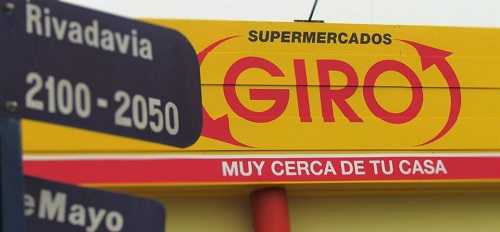 Rivadavia
2100-2050
eMayo
SUPERMERCADOS
GIRO
MUY CERCA DE TU CASA